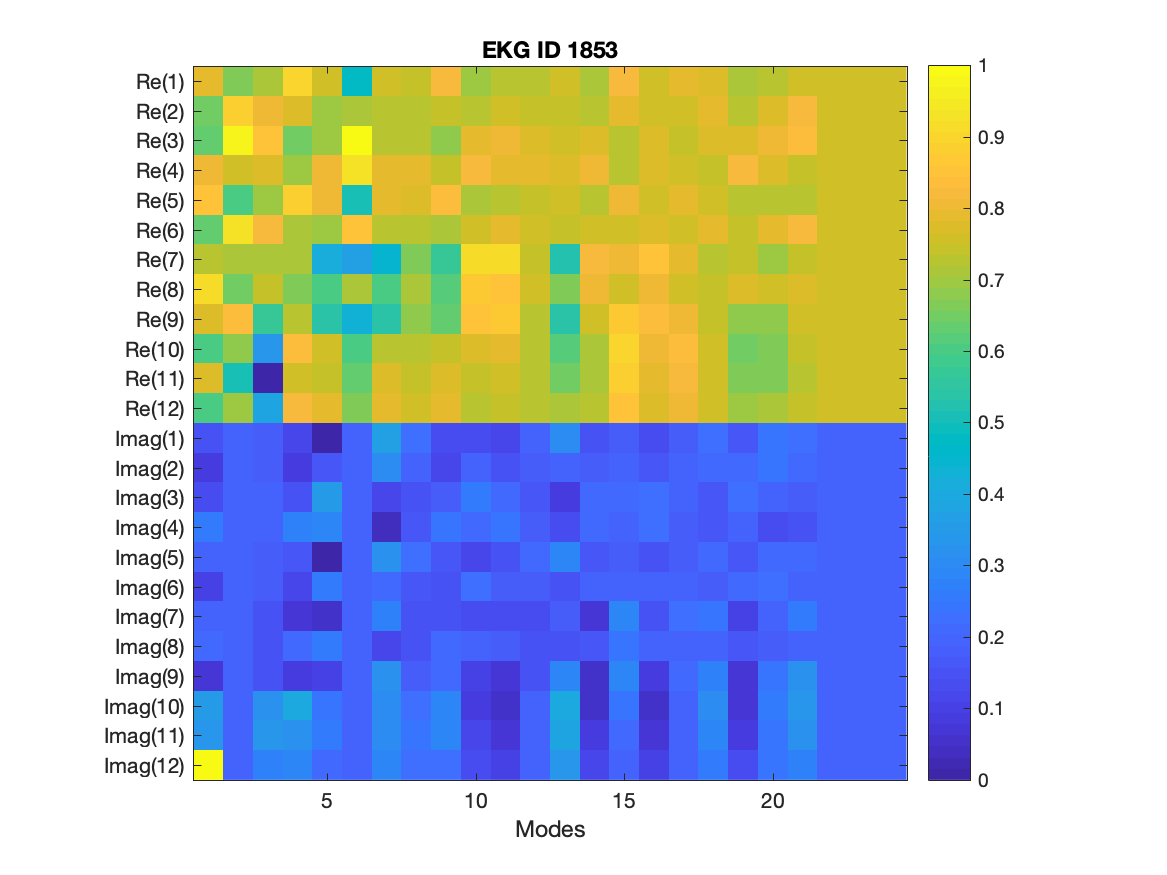 EKG ID 1853
Re(1)
Re(2)
Re(3)
Re(4)
Re(5)
Re(6)
Re(7)
Re(8)
Re(9)
Re(10)
Re(11)
Re(12)
Imag(1)
Imag(2)
Imag(3)
Imag(4)
Imag(5)
Imag(6)
Imag(7)
Imag(8)
Imag(9)
Imag(10)
Imag(11)
Imag(12)
5 10 15 20
Modes
1
0.9
0.8
0.7
0.6
0.5
0.4
0.3
0.2
0.1
0